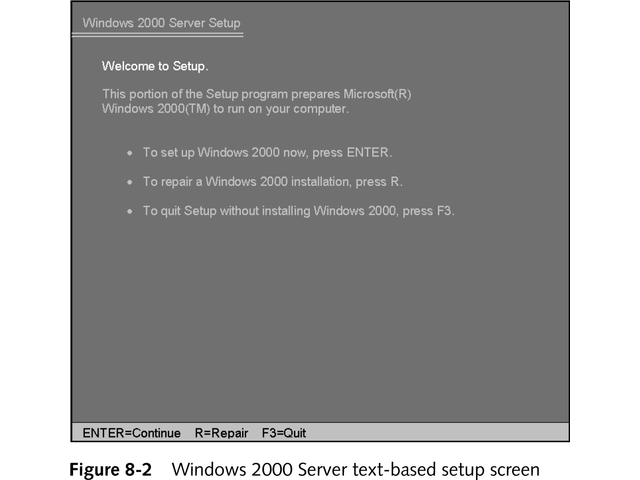 Windows 2000 Server Setup
Welcome to Setup.
This portion of the Setup program prepares Microsoft(R)
Windows 2000(TM) to run on your computer.
• To set up Windows 2000 now, press ENTER.
• To repair a Windows 2000 installation, press R.
• To quit Setup without installing Windows 2000, press F3.
ENTER=Continue R=Repair F3=Quit
Figure 8-2 Windows 2000 Server text-based setup screen